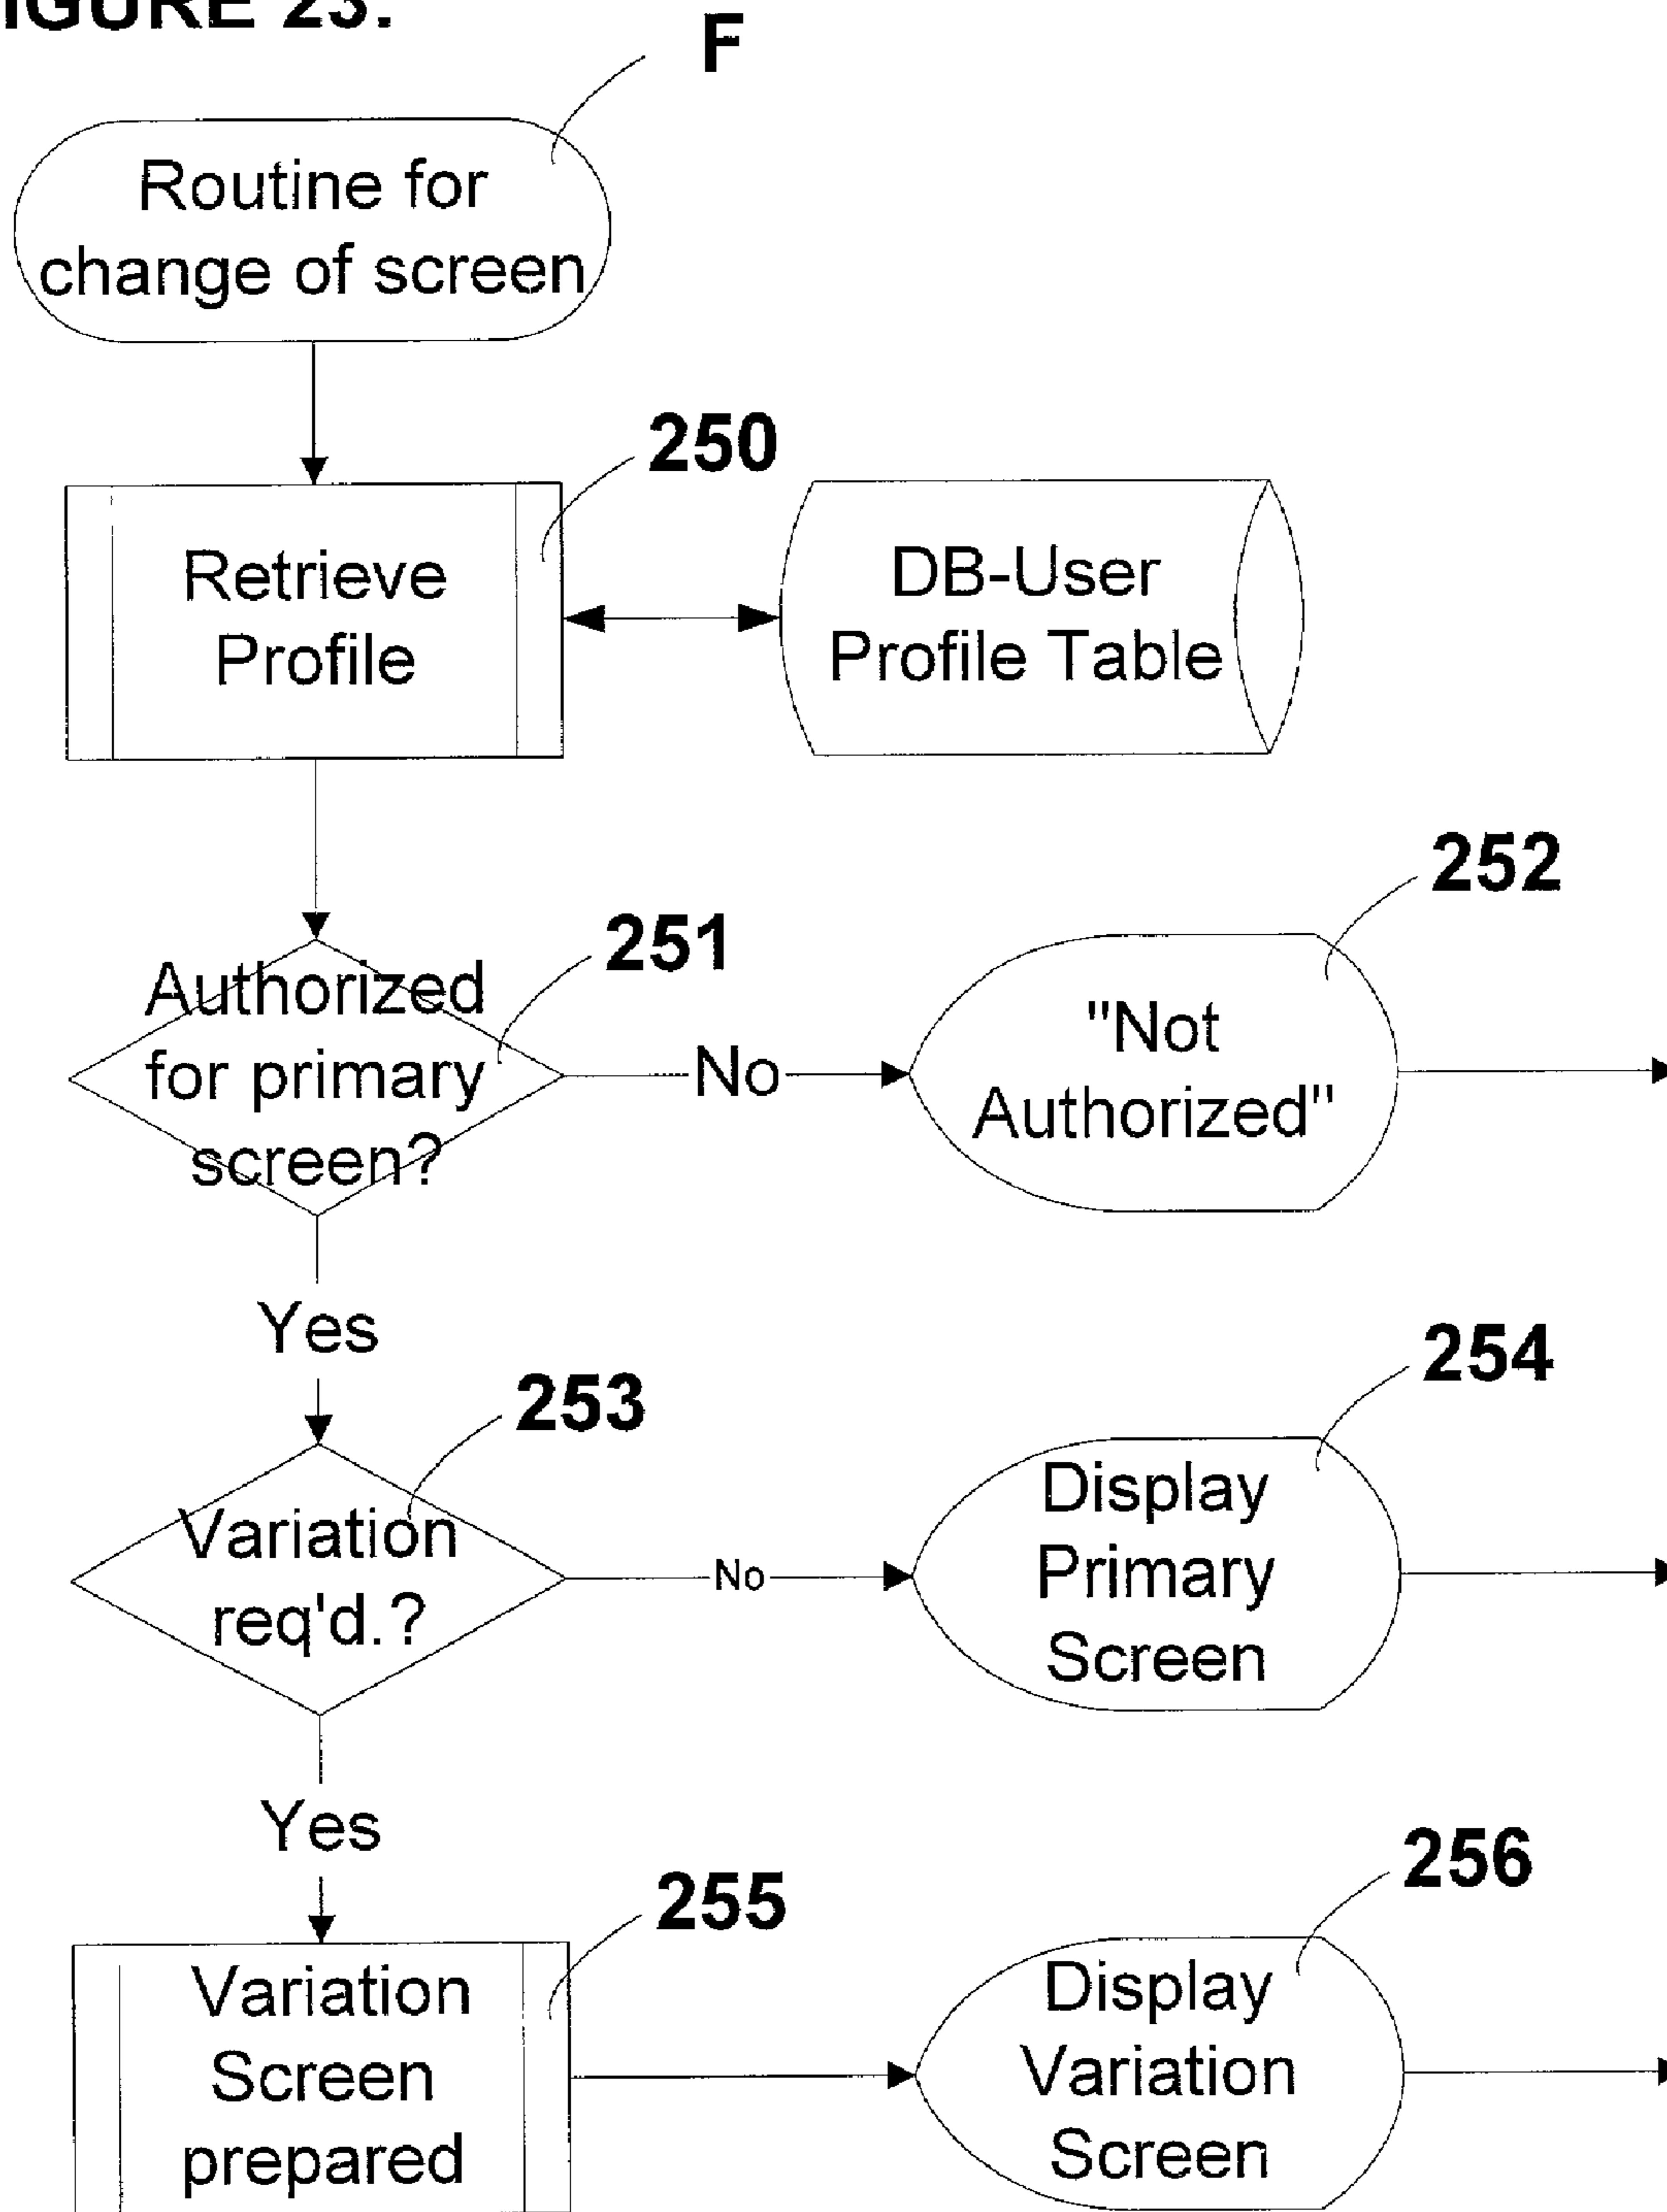 IGURE 23.
F
Routine for
change of screen
250
Retrieve
Profile
DB-User
Profile Table
251
252
Authorized
for primary
screen?
No
"Not
Authorized"
Yes
253
254
Variation
req'd.?
No
Display
Primary
Screen
Yes
255
256
Variation
Screen
prepared
Display
Variation
Screen